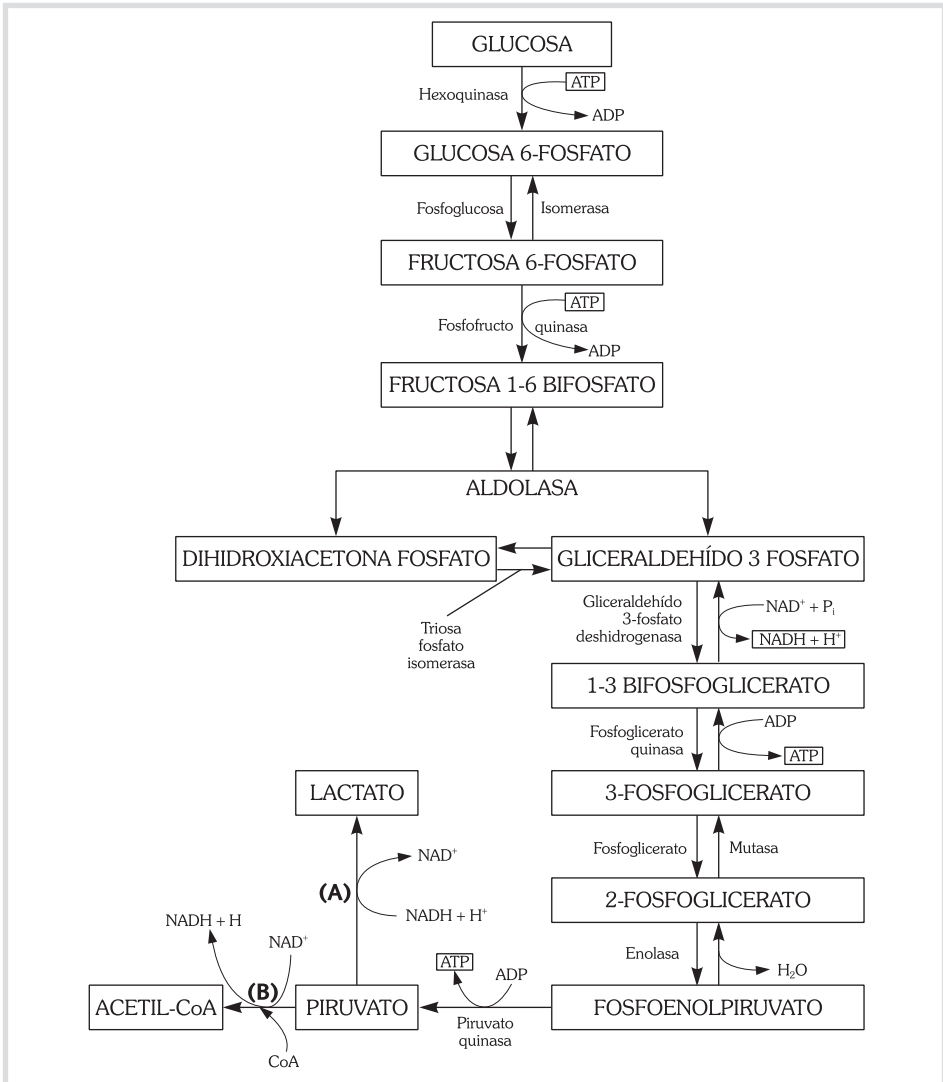 GLUCOSA
ATP
Hexoquinasa
ADP
GLUCOSA 6-FOSFATO
Fosfoglucosa
Isomerasa
FRUCTOSA 6-FOSFATO
ATP
Fosfofructo
quinasa
ADP
FRUCTOSA 1-6 BIFOSFATO
ALDOLASA
DIHIDROXIACETONA FOSFATO
GLICERALDEHÍDO 3 FOSFATO
Triosa
fosfato
isomerasa
Gliceraldehído
3-fosfato
deshidrogenasa
NAD⁺ + Pᵢ
NADH + H⁺
1-3 BIFOSFOGLICERATO
Fosfoglicerato
quinasa
ADP
ATP
LACTATO
3-FOSFOGLICERATO
Fosfoglicerato
Mutasa
NAD⁺
(A)
NADH + H⁺
2-FOSFOGLICERATO
NADH + H
NAD⁺
Enolasa
H₂O
ATP
ADP
(B)
ACETIL-CoA
PIRUVATO
FOSFOENOLPIRUVATO
Piruvato
quinasa
CoA